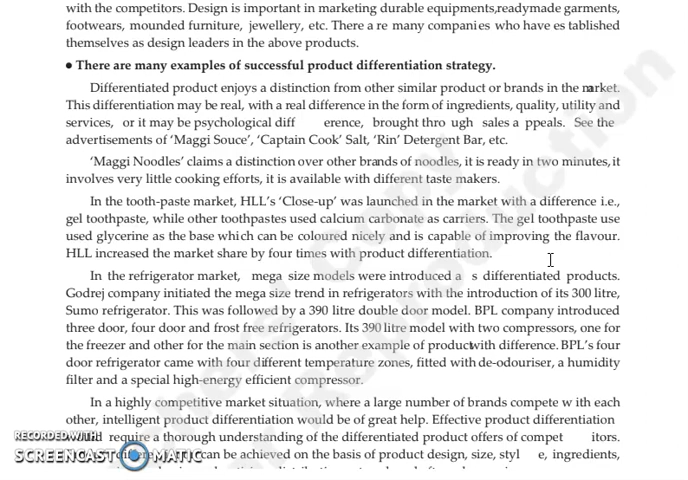 with the competitors. Design is important in marketing durable equipments,readymade garments,
footwears, mounded furniture, jewellery, etc. There a re many companies who have es tablished
themselves as design leaders in the above products.
● There are many examples of successful product differentiation strategy.
Differentiated product enjoys a distinction from other similar product or brands in the market.
This differentiation may be real, with a real difference in the form of ingredients, quality, utility and
services, or it may be psychological diff erence, brought thro ugh sales a ppeals. See the
advertisements of ‘Maggi Souce’, ‘Captain Cook’ Salt, ‘Rin’ Detergent Bar, etc.
‘Maggi Noodles’ claims a distinction over other brands of noodles, it is ready in two minutes, it
involves very little cooking efforts, it is available with different taste makers.
In the tooth-paste market, HLL’s ‘Close-up’ was launched in the market with a difference i.e.,
gel toothpaste, while other toothpastes used calcium carbonate as carriers. The gel toothpaste use
used glycerine as the base which can be coloured nicely and is capable of improving the flavour.
HLL increased the market share by four times with product differentiation.
In the refrigerator market, mega size models were introduced a s differentiated products.
Godrej company initiated the mega size trend in refrigerators with the introduction of its 300 litre,
Sumo refrigerator. This was followed by a 390 litre double door model. BPL company introduced
three door, four door and frost free refrigerators. Its 390 litre model with two compressors, one for
the freezer and other for the main section is another example of product with difference. BPL’s four
door refrigerator came with four different temperature zones, fitted with de-odouriser, a humidity
filter and a special high-energy efficient compressor.
In a highly competitive market situation, where a large number of brands compete w ith each
other, intelligent product differentiation would be of great help. Effective product differentiation
require a thorough understanding of the differentiated product offers of compet itors.
can be achieved on the basis of product design, size, styl e, ingredients,
RECORDED WITH
SCREENCAST MATIC